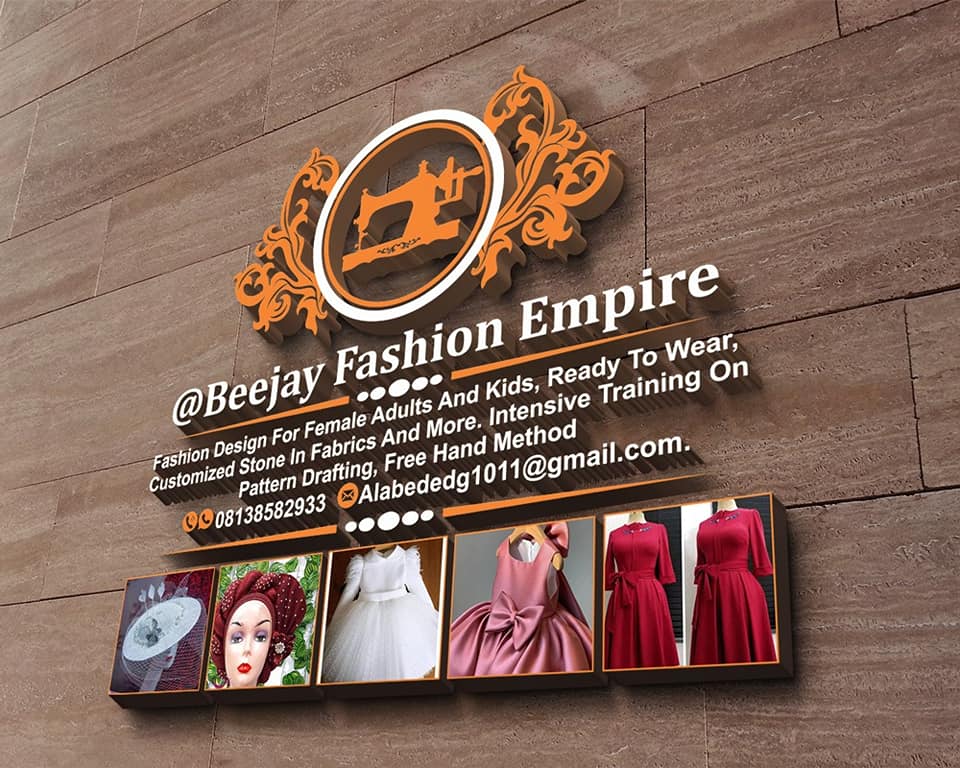 @Beejay Fashion Empire
Fashion Design For Female Adults And Kids, Ready To Wear,
Customized Stone In Fabrics And More. Intensive Training On
Pattern Drafting, Free Hand Method
08138582933 Alabededg1011@gmail.com.